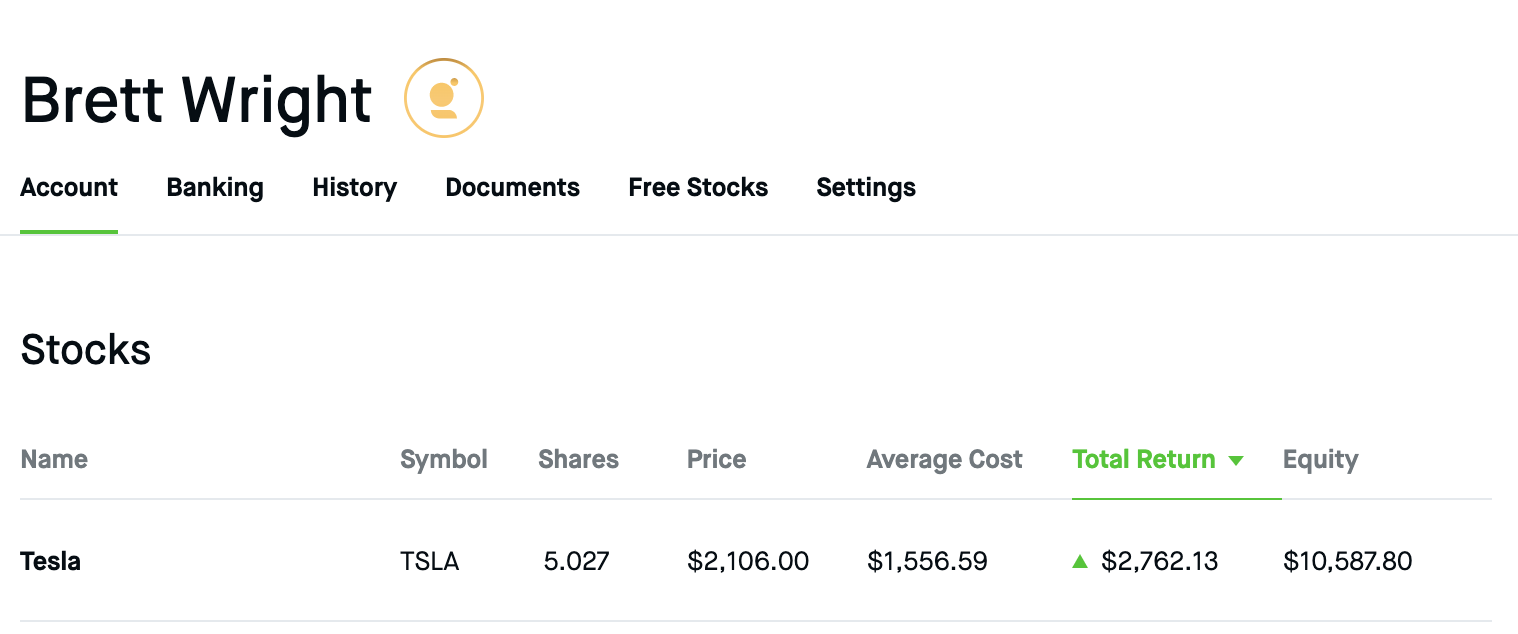 Brett Wright
Account Banking History Documents Free Stocks Settings
Stocks
Name Symbol Shares Price Average Cost Total Return Equity
Tesla TSLA 5.027 $2,106.00 $1,556.59 $2,762.13 $10,587.80